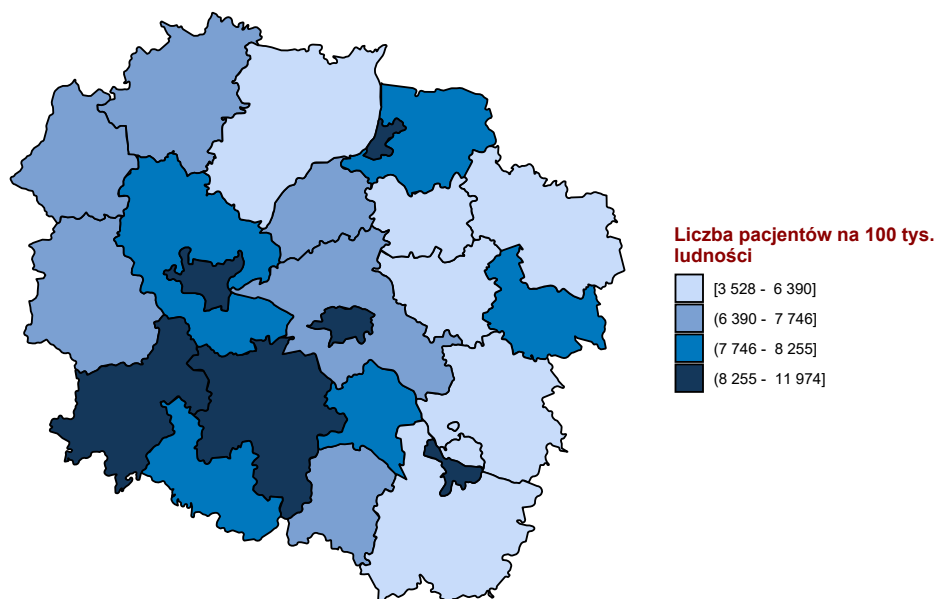 Liczba pacjentów na 100 tys.
ludności
[3 528 - 6 390]
(6 390 - 7 746]
(7 746 - 8 255]
(8 255 - 11 974]